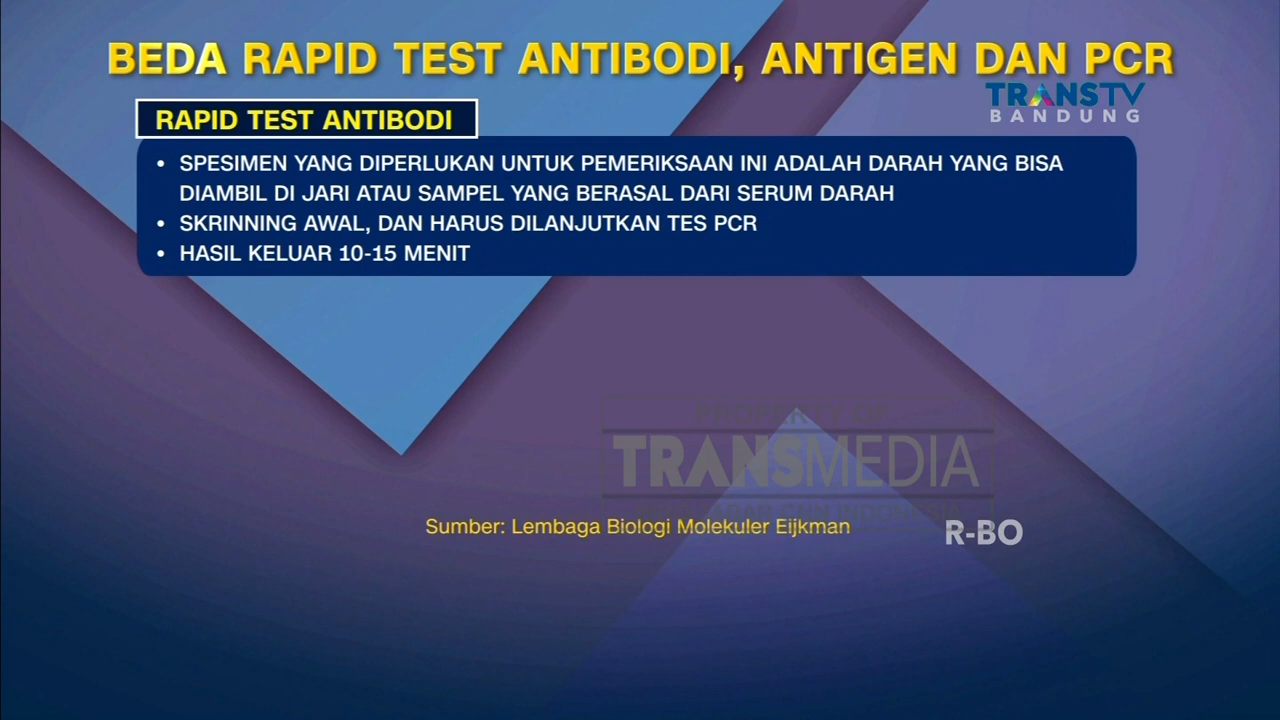 BEDA RAPID TEST ANTIBODI, ANTIGEN DAN PCR
TRANSTV
BANDUNG
RAPID TEST ANTIBODI
• SPESIMEN YANG DIPERLUKAN UNTUK PEMERIKSAAN INI ADALAH DARAH YANG BISA
DIAMBIL DI JARI ATAU SAMPEL YANG BERASAL DARI SERUM DARAH
• SKRINNING AWAL, DAN HARUS DILANJUTKAN TES PCR
• HASIL KELUAR 10-15 MENIT
PROPERTY OF
TRANSMEDIA
CNN INDONESIA
Sumber: Lembaga Biologi Molekuler Eijkman
R-BO